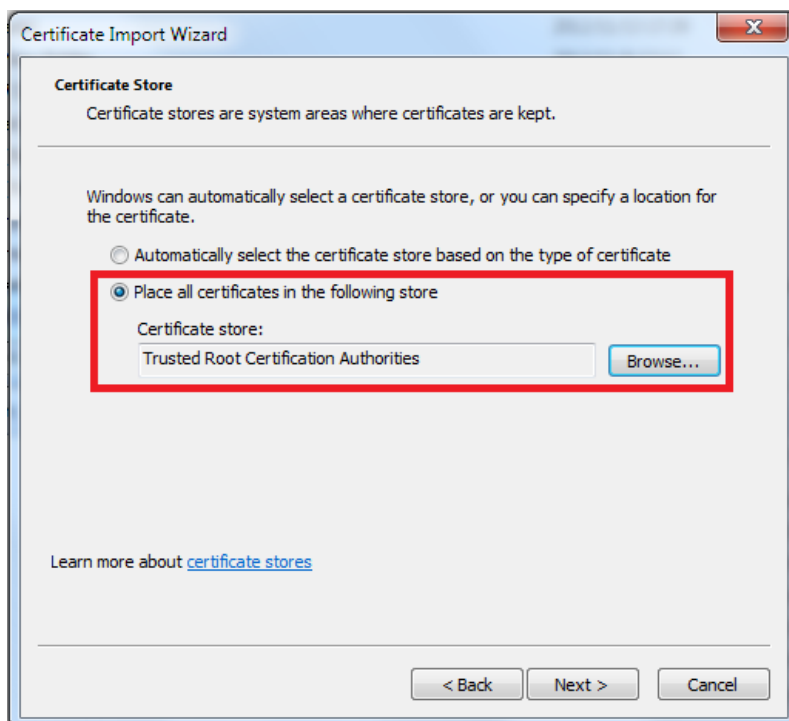 Certificate Import Wizard
Certificate Store
Certificate stores are system areas where certificates are kept.
Windows can automatically select a certificate store, or you can specify a location for
the certificate.
Automatically select the certificate store based on the type of certificate
Place all certificates in the following store
Certificate store:
Trusted Root Certification Authorities
Browse...
Learn more about certificate stores
< Back Next > Cancel